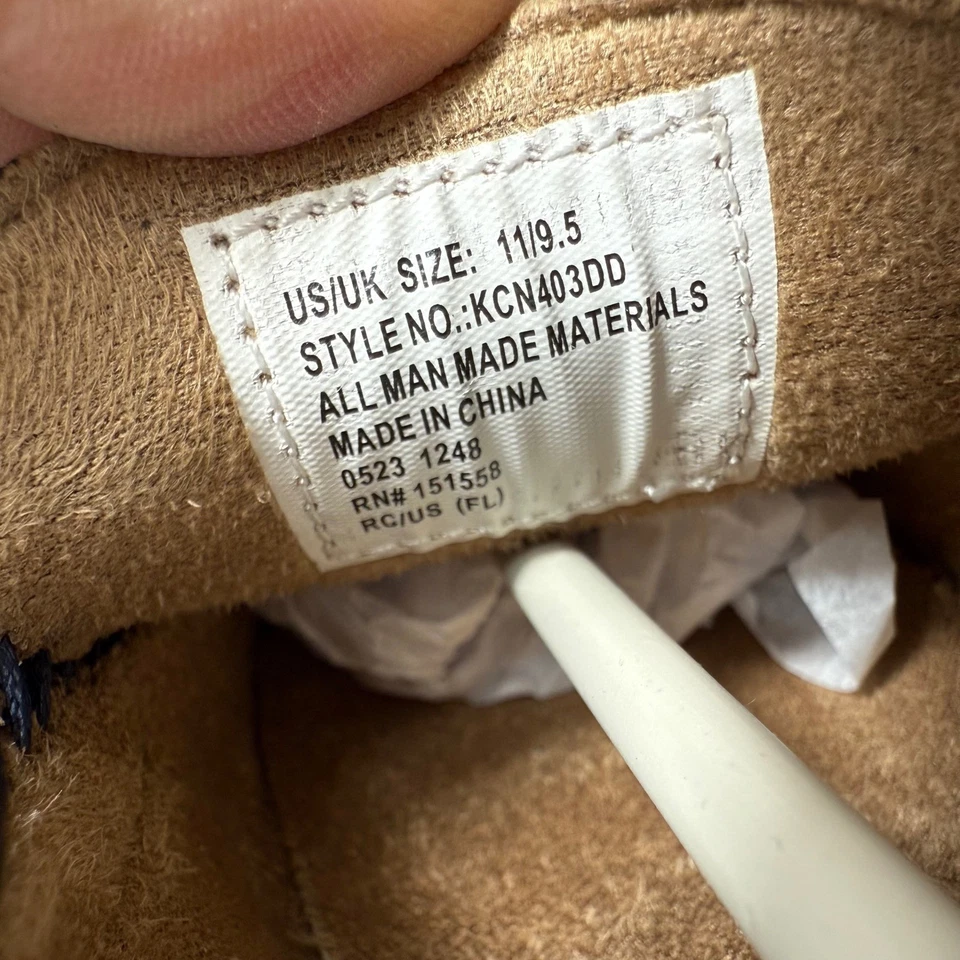 US/UK SIZE: 11/9.5
STYLE NO.:KCN403DD
ALL MAN MADE MATERIALS
MADE IN CHINA
0523 1248
RN# 151558
RC/US (FL)